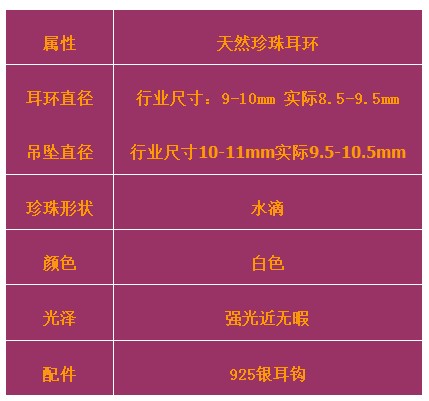 属性 天然珍珠耳环
耳环直径 行业尺寸：9-10mm 实际8.5-9.5mm
吊坠直径 行业尺寸10-11mm实际9.5-10.5mm
珍珠形状 水滴
颜色 白色
光泽 强光近无暇
配件 925银耳钩